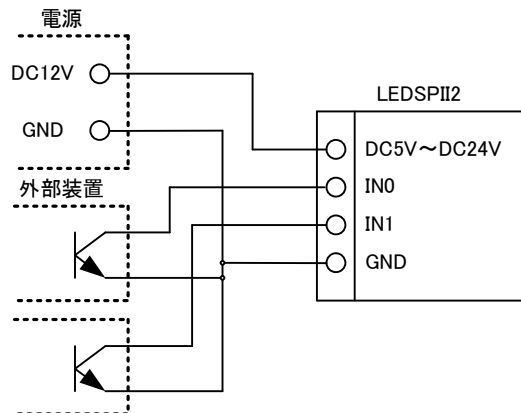 電源
DC12V
GND
外部装置
LEDSPII2
DC5V～DC24V
IN0
IN1
GND